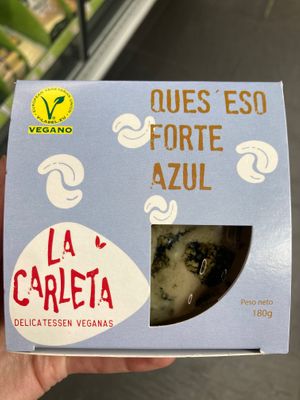 VEGANO
QUES'ESO
FORTE
AZUL
LA
CARLETA
DELICATESSEN VEGANAS
Peso neto
180g